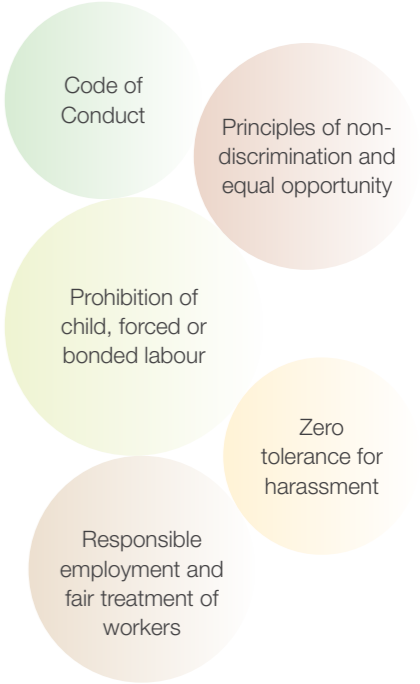 Code of
Conduct
Principles of non-
discrimination and
equal opportunity
Prohibition of
child, forced or
bonded labour
Zero
tolerance for
harassment
Responsible
employment and
fair treatment of
workers